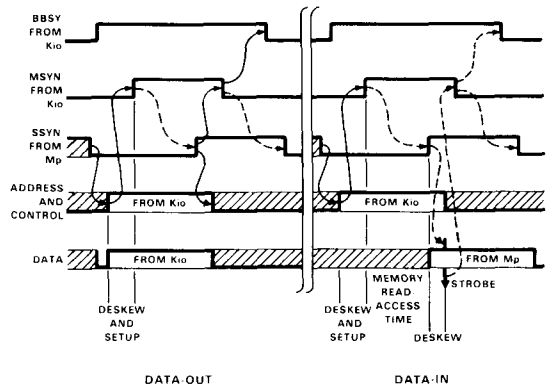 BBSY
FROM
Kio
MSYN
FROM
Kio
SSYN
FROM
Mp
ADDRESS
AND
CONTROL
FROM Kio
FROM Kio
DATA
FROM Kio
MEMORY
READ-
ACCESS
TIME
FROM Mp
STROBE
DESKEW
AND
SETUP
DESKEW
AND
SETUP
DESKEW
DATA-OUT
DATA-IN